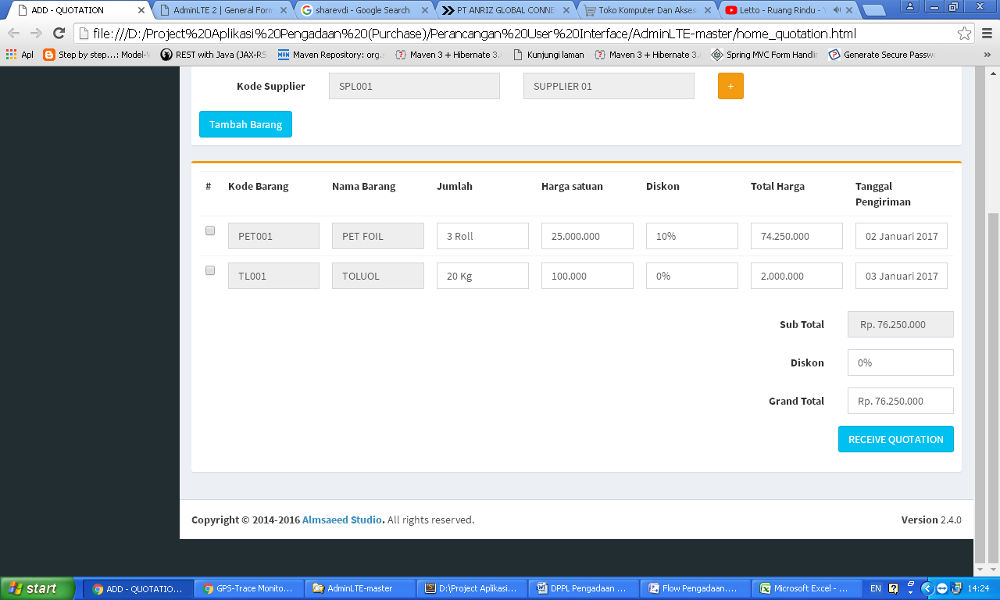 ADD - QUOTATION
AdminLTE 2 | General Form
sharevdi - Google Search
PT ANRIZ GLOBAL CONNE
Toko Komputer Dan Akses
Letto - Ruang Rindu - Y
file:///D:/Project%20Aplikasi%20Pengadaan%20(Purchase)/Perancangan%20User%20Interface/AdminLTE-master/home_quotation.html
Apl
Step by step...: Model-V
REST with Java (JAX-RS
Maven Repository: org.s
Maven 3 + Hibernate 3.
Kunjungi laman
Maven 3 + Hibernate 3.
Spring MVC Form Handlin
Generate Secure Passw
»
Kode Supplier SPL001 SUPPLIER 01 +
Tambah Barang
# Kode Barang Nama Barang Jumlah Harga satuan Diskon Total Harga Tanggal Pengiriman
PET001 PET FOIL 3 Roll 25.000.000 10% 74.250.000 02 Januari 2017
TL001 TOLUOL 20 Kg 100.000 0% 2.000.000 03 Januari 2017
Sub Total Rp. 76.250.000
Diskon 0%
Grand Total Rp. 76.250.000
RECEIVE QUOTATION
Copyright © 2014-2016 Almsaeed Studio. All rights reserved. Version 2.4.0
start
ADD - QUOTATIO...
GPS-Trace Monito...
AdminLTE-master
D:\Project Aplikasi...
DPPL Pengadaan ...
Flow Pengadaan....
Microsoft Excel - ...
EN
14:24